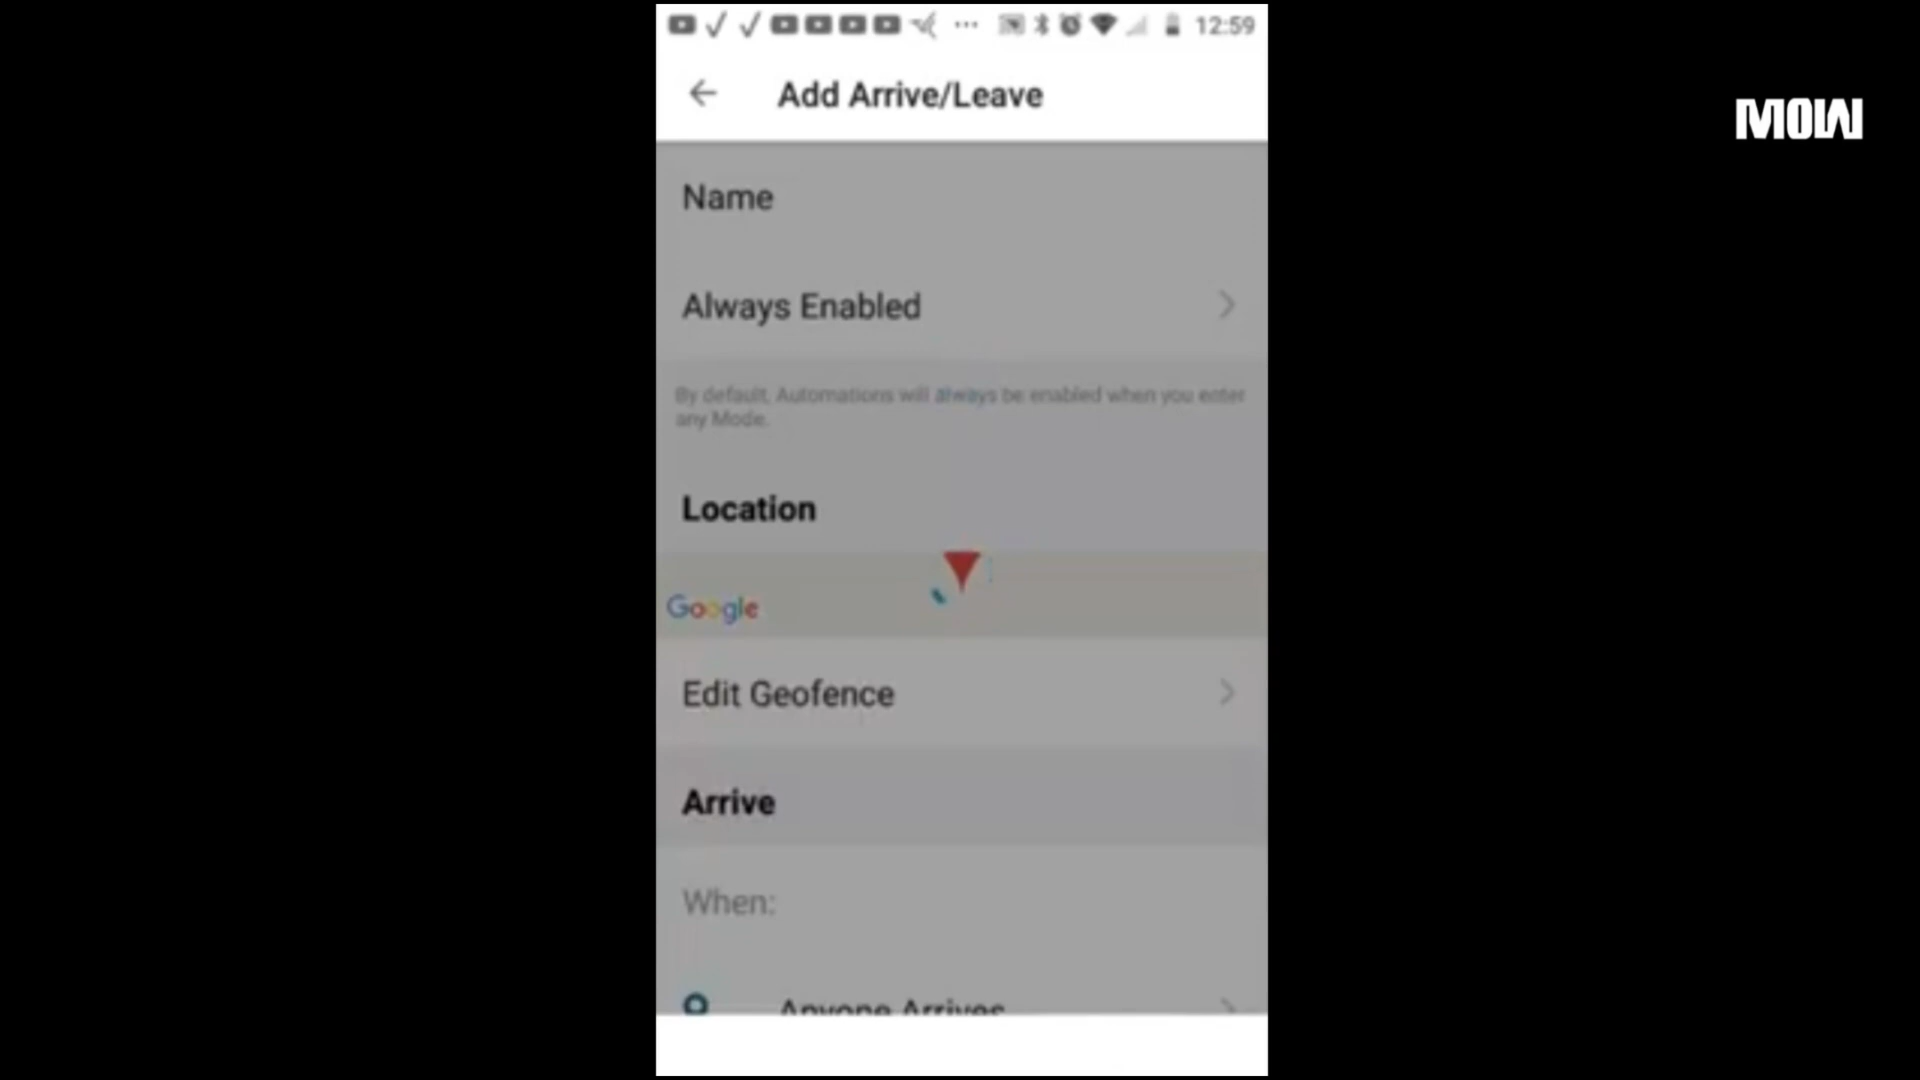 12:59
Add Arrive/Leave
MOW
Name
Always Enabled
By default, Automations will always be enabled when you enter
any Mode.
Location
Google
Edit Geofence
Arrive
When:
Anyone Arrives